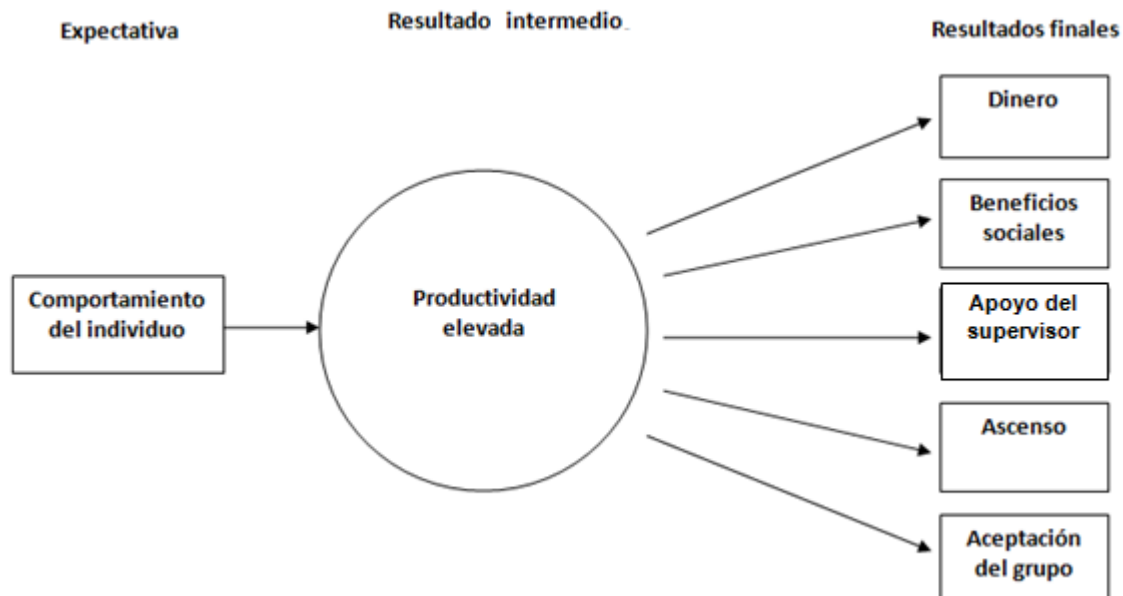 Expectativa
Resultado intermedio
Resultados finales
Dinero
Beneficios
sociales
Comportamiento
del individuo
Productividad
elevada
Apoyo del
supervisor
Ascenso
Aceptación
del grupo